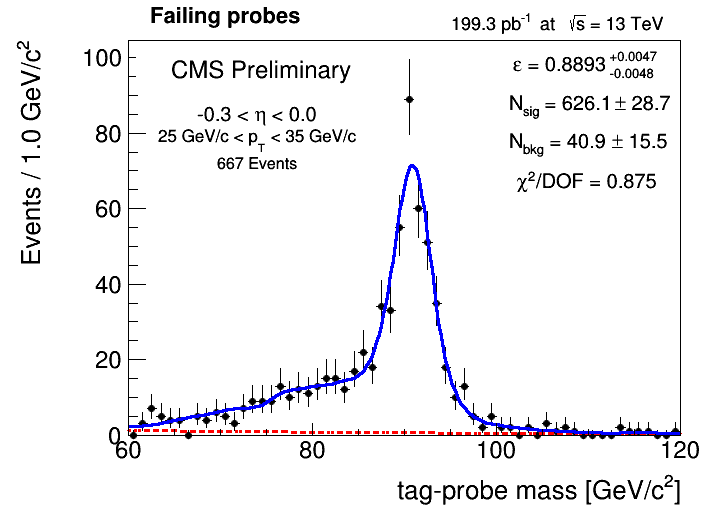 Failing probes
199.3 pb⁻¹ at √s = 13 TeV
CMS Preliminary
-0.3 < η < 0.0
25 GeV/c < p_T < 35 GeV/c
667 Events
ε = 0.8893 +0.0047 -0.0048
N_sig = 626.1 ± 28.7
N_bkg = 40.9 ± 15.5
χ²/DOF = 0.875
Events / 1.0 GeV/c²
100
80
60
40
20
0
60 80 100 120
tag-probe mass [GeV/c²]